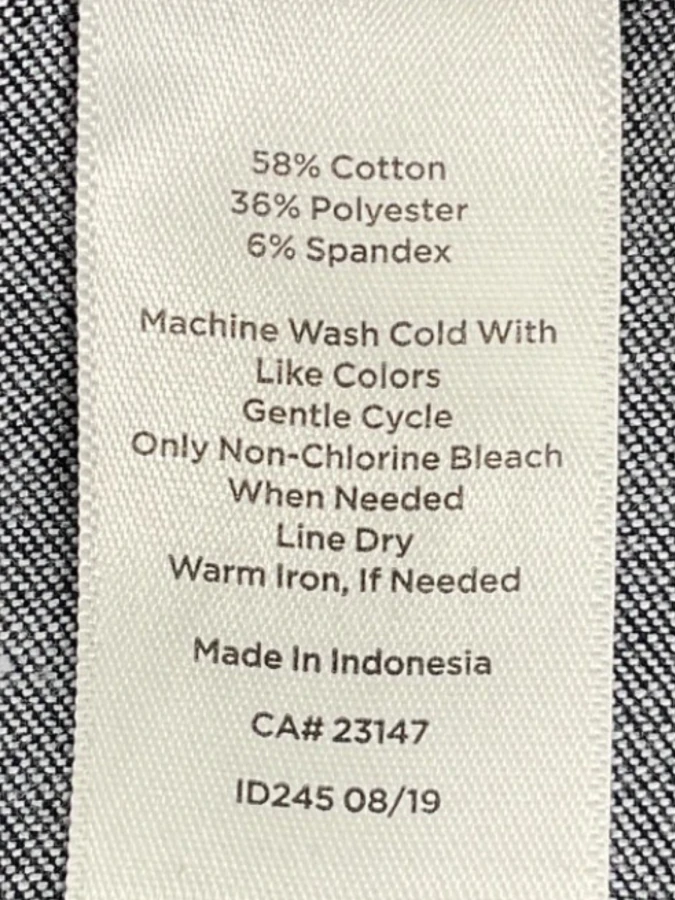 58% Cotton
36% Polyester
6% Spandex
Machine Wash Cold With
Like Colors
Gentle Cycle
Only Non-Chlorine Bleach
When Needed
Line Dry
Warm Iron, If Needed
Made In Indonesia
CA# 23147
ID245 08/19